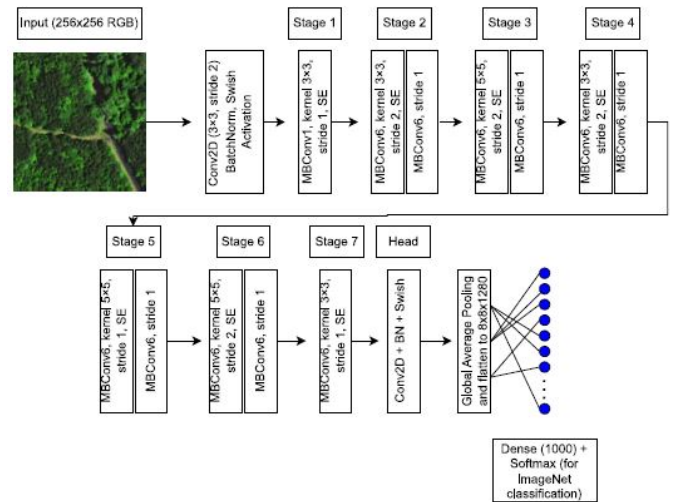 Input (256x256 RGB)
Stage 1
Stage 2
Stage 3
Stage 4
Conv2D (3×3, stride 2)
BatchNorm, Swish
Activation
MBConv1, kernel 3×3,
stride 1, SE
MBConv6, kernel 3×3,
stride 2, SE
MBConv6, stride 1
MBConv6, kernel 5×5,
stride 2, SE
MBConv6, stride 1
MBConv6, kernel 3×3,
stride 2, SE
MBConv6, stride 1
Stage 5
Stage 6
Stage 7
Head
MBConv6, kernel 5×5,
stride 1, SE
MBConv6, stride 1
MBConv6, kernel 5×5,
stride 2, SE
MBConv6, stride 1
MBConv6, kernel 3×3,
stride 1, SE
Conv2D + BN + Swish
Global Average Pooling
and flatten to 8x8x1280
Dense (1000) +
Softmax (for
ImageNet
classification)